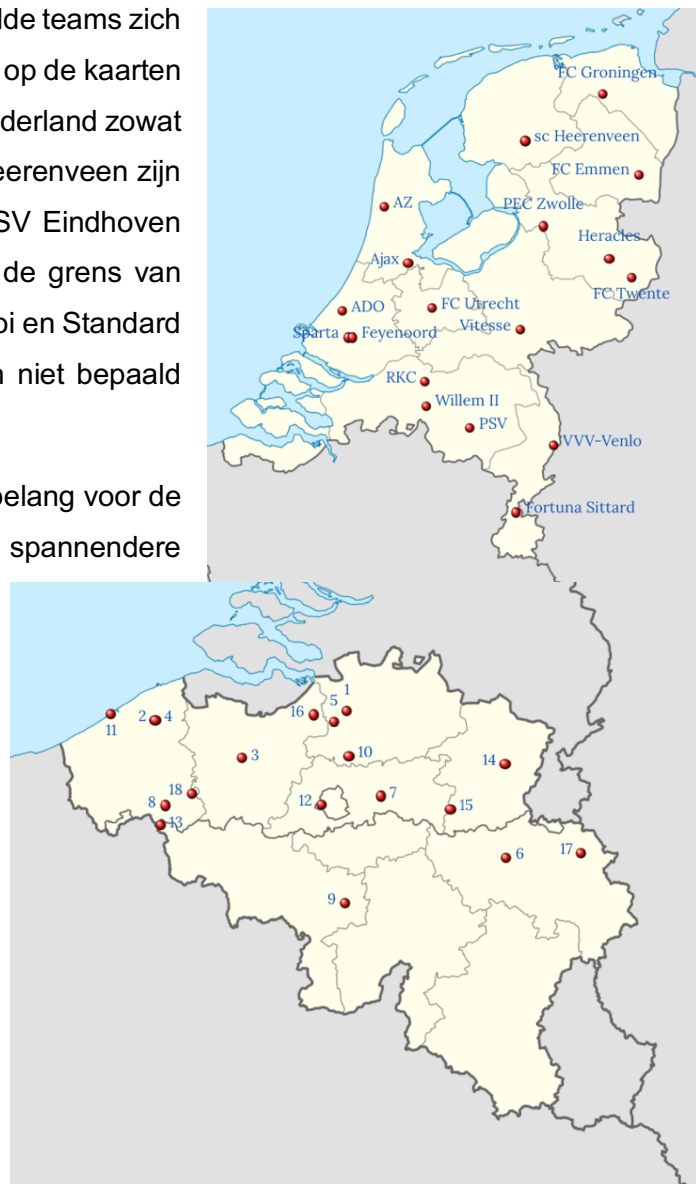 lde teams zich
op de kaarten
derland zowat
eerenveen zijn
SV Eindhoven
de grens van
oi en Standard
niet bepaald
belang voor de
spannendere
FC Groningen
sc Heerenveen
FC Emmen
PEC Zwolle
AZ
Heracles
Ajax
FC Twente
ADO
FC Utrecht
Vitesse
Sparta
Feyenoord
RKC
Willem II
PSV
VVV-Venlo
Fortuna Sittard
1
16
5
2
4
11
3
10
14
18
7
8
12
15
13
6
17
9